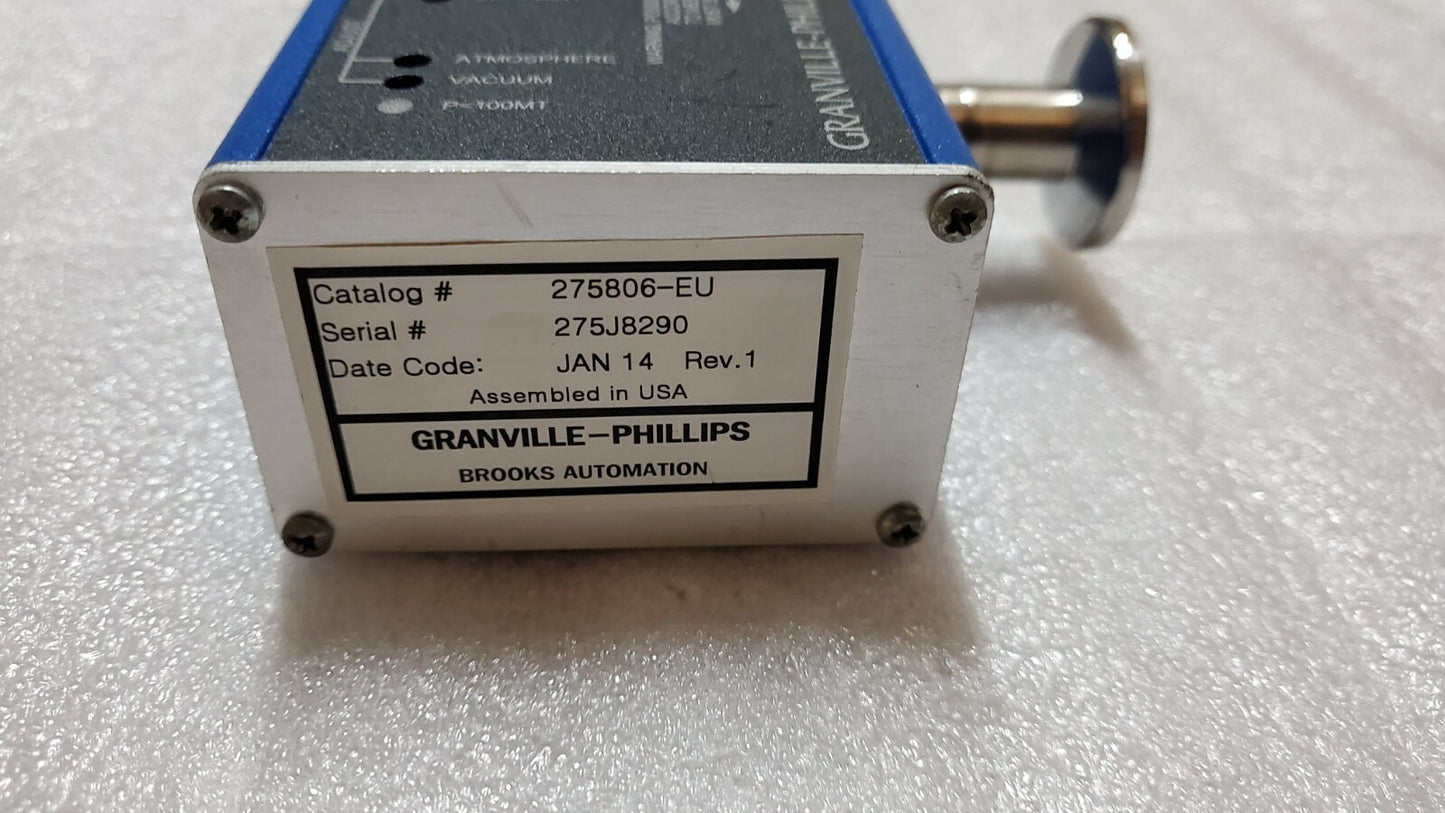 ATMOSPHERE
VACUUM
P<100MT
GRANVILLE-PHILL
Catalog # 275806-EU
Serial # 275J8290
Date Code: JAN 14 Rev.1
Assembled in USA
GRANVILLE-PHILLIPS
BROOKS AUTOMATION